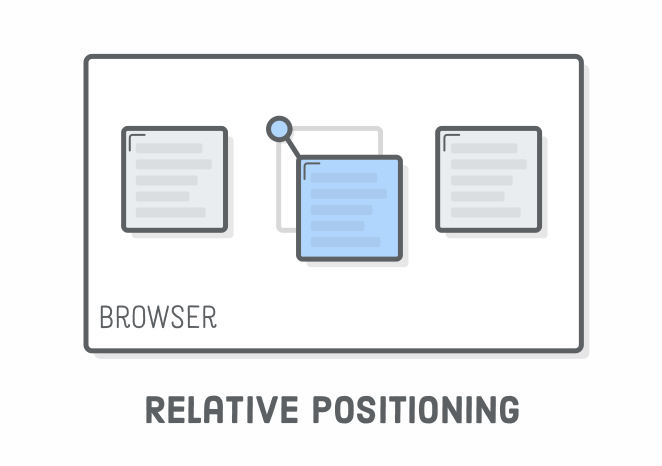 BROWSER
RELATIVE POSITIONING